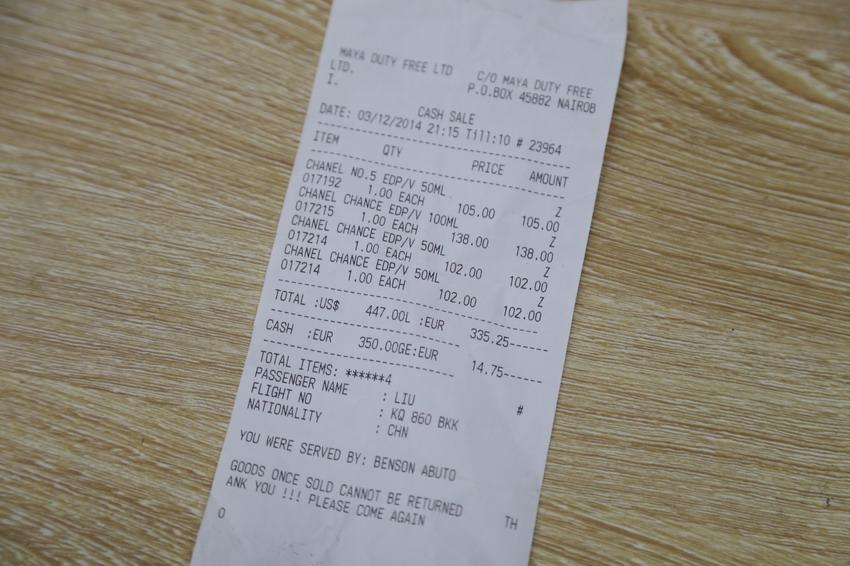 MAYA DUTY FREE LTD C/O MAYA DUTY FREE
LTD. P.O.BOX 45882 NAIROB
I.
CASH SALE
DATE: 03/12/2014 21:15 Till:10 # 23964
ITEM QTY PRICE AMOUNT
CHANEL NO.5 EDP/V 50ML Z
017192 1.00 EACH 105.00 105.00
CHANEL CHANCE EDP/V 100ML Z
017215 1.00 EACH 138.00 138.00
CHANEL CHANCE EDP/V 50ML Z
017214 1.00 EACH 102.00 102.00
CHANEL CHANCE EDP/V 50ML Z
017214 1.00 EACH 102.00 102.00
TOTAL :US$ 447.00L :EUR 335.25------
CASH :EUR 350.00GE:EUR 14.75------
TOTAL ITEMS: ******4
PASSENGER NAME : LIU #
FLIGHT NO : KQ 860 BKK
NATIONALITY : CHN
YOU WERE SERVED BY: BENSON ABUTO
GOODS ONCE SOLD CANNOT BE RETURNED TH
ANK YOU !!! PLEASE COME AGAIN
O